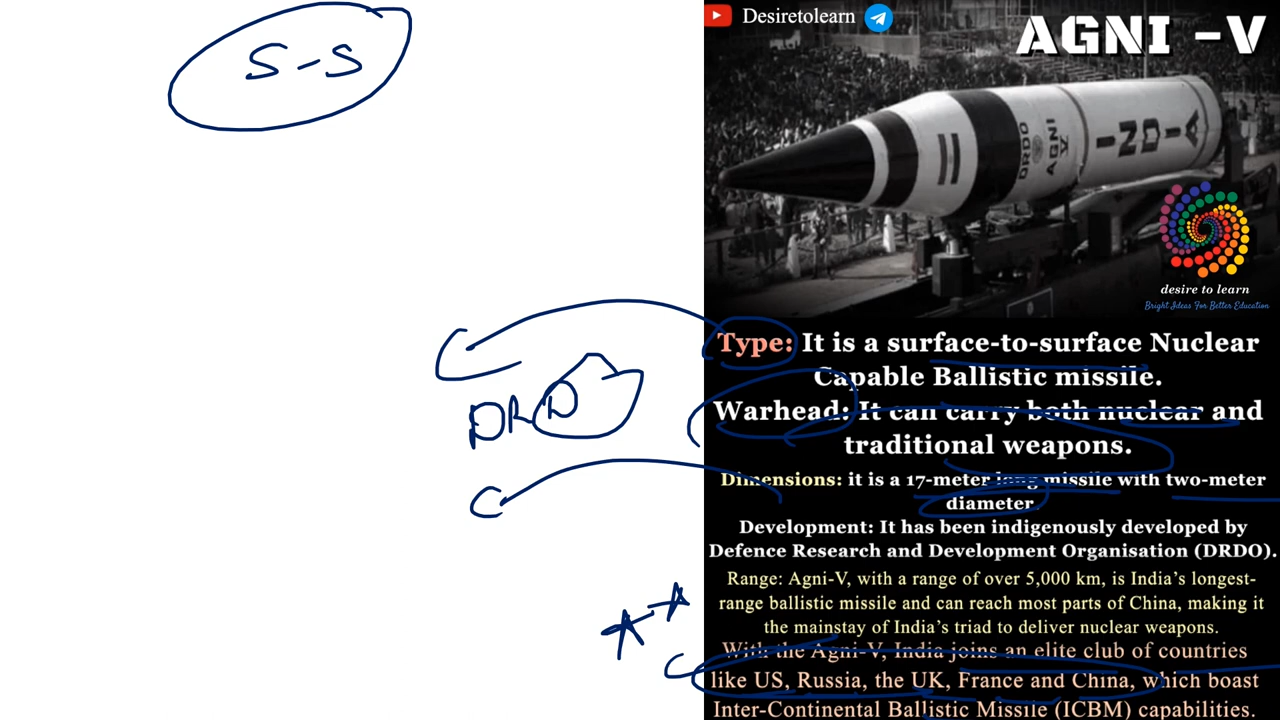 S-S
DRD
Desiretolearn
AGNI -V
DRDO
AGNI
V
INDIA
desire to learn
Bright Ideas For Better Education
Type: It is a surface-to-surface Nuclear
Capable Ballistic missile.
Warhead: It can carry both nuclear and
traditional weapons.
Dimensions: it is a 17-meter long missile with two-meter
diameter
Development: It has been indigenously developed by
Defence Research and Development Organisation (DRDO).
Range: Agni-V, with a range of over 5,000 km, is India's longest-
range ballistic missile and can reach most parts of China, making it
the mainstay of India's triad to deliver nuclear weapons.
With the Agni-V, India joins an elite club of countries
like US, Russia, the UK, France and China, which boast
Inter-Continental Ballistic Missile (ICBM) capabilities.